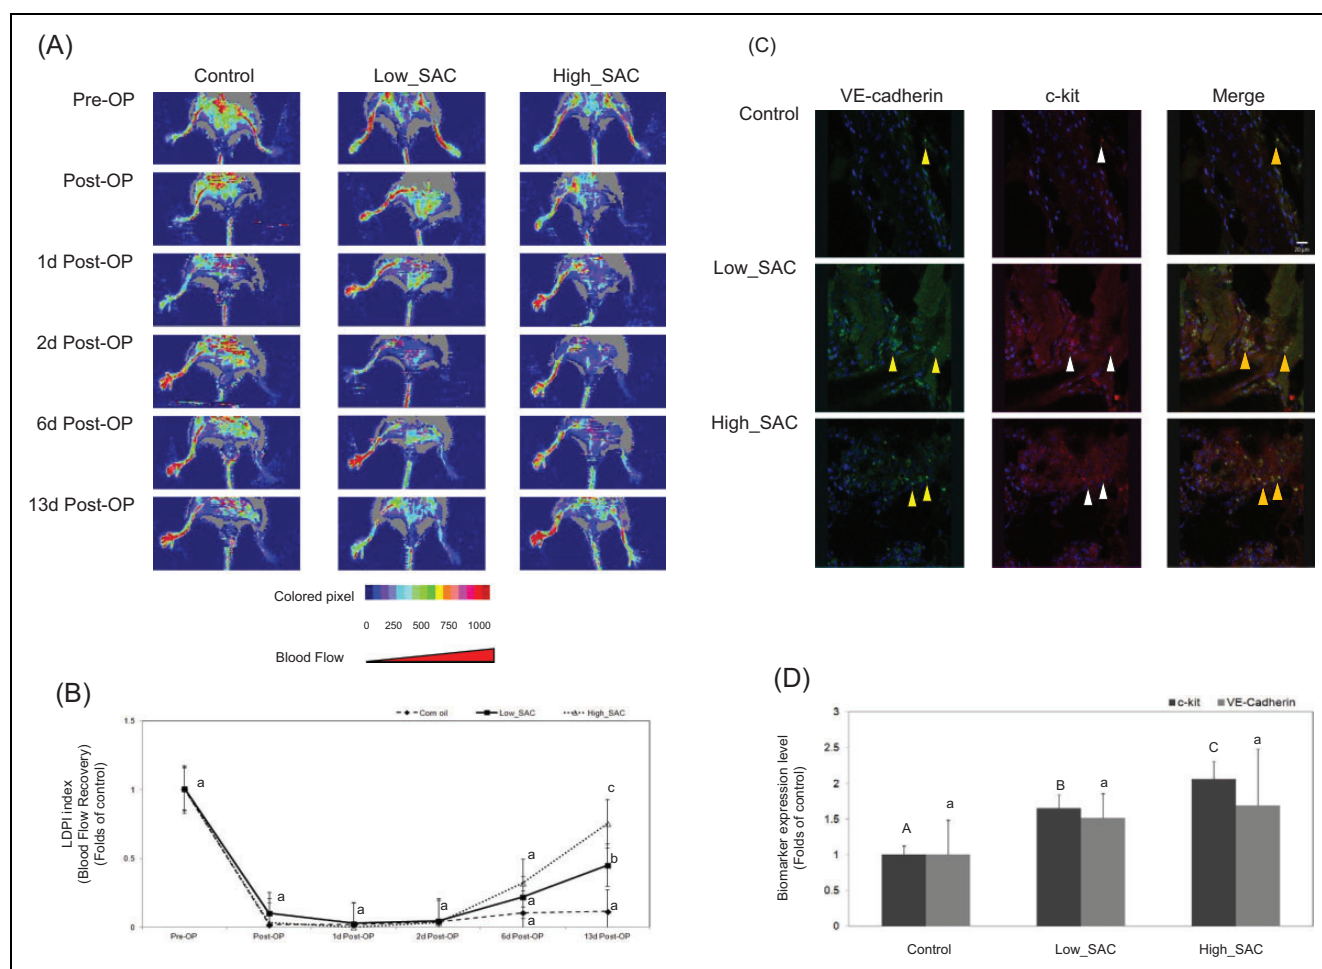 (A)
Control Low_SAC High_SAC
Pre-OP
Post-OP
1d Post-OP
2d Post-OP
6d Post-OP
13d Post-OP
Colored pixel
0 250 500 750 1000
Blood Flow
(B)
Corn oil Low_SAC High_SAC
LDPI index
(Blood Flow Recovery)
(Folds of control)
1.5
1
0.5
0
a
a
a
a
a
a
a
c
b
a
Pre-OP Post-OP 1d Post-OP 2d Post-OP 6d Post-OP 13d Post-OP
(C)
VE-cadherin c-kit Merge
Control
20 µm
Low_SAC
High_SAC
(D)
c-kit VE-Cadherin
Biomarker expression level
(Folds of control)
3
2.5
2
1.5
1
0.5
0
A a B a C a
Control Low_SAC High_SAC